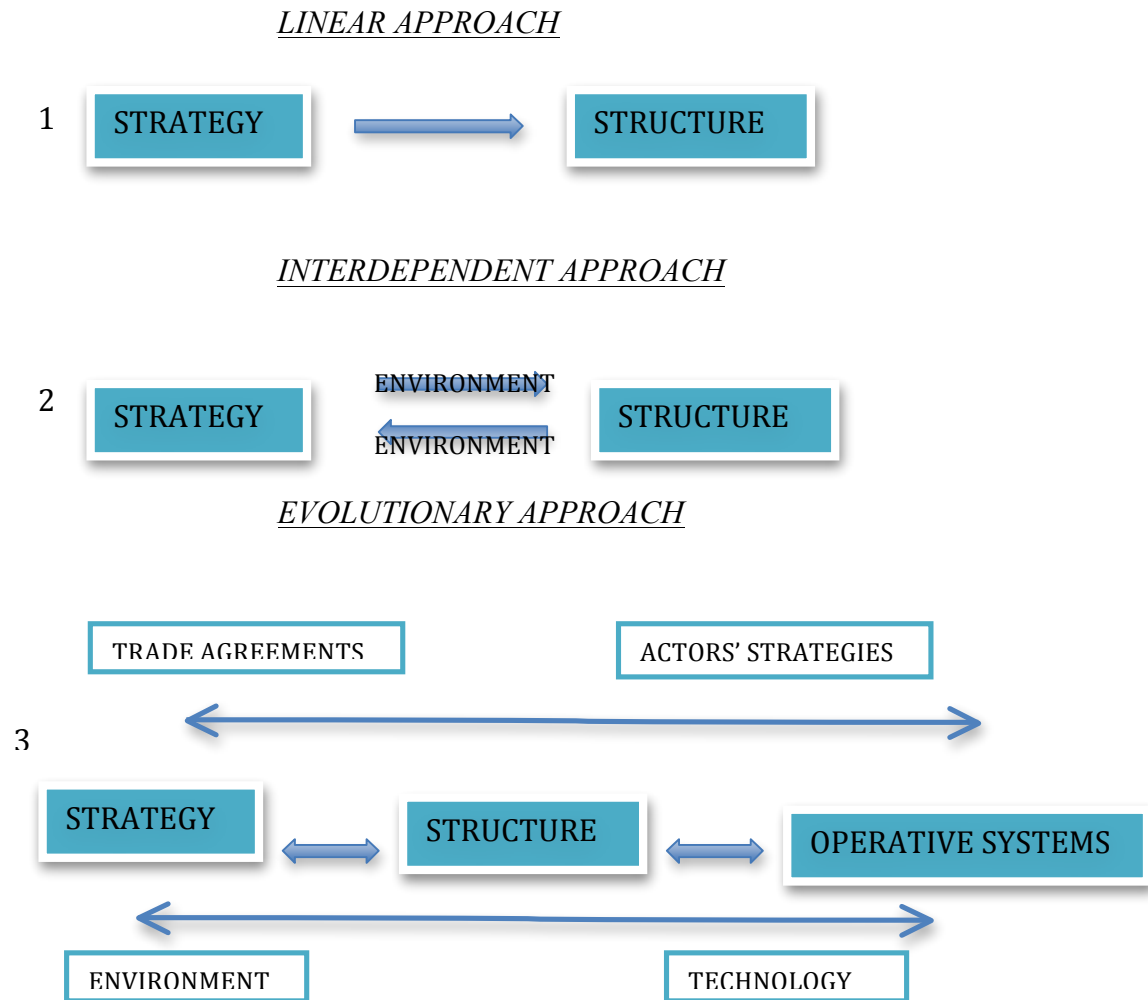 LINEAR APPROACH
1 STRATEGY STRUCTURE
INTERDEPENDENT APPROACH
ENVIRONMENT
2 STRATEGY STRUCTURE
ENVIRONMENT
EVOLUTIONARY APPROACH
TRADE AGREEMENTS ACTORS’ STRATEGIES
3
STRATEGY STRUCTURE OPERATIVE SYSTEMS
ENVIRONMENT TECHNOLOGY